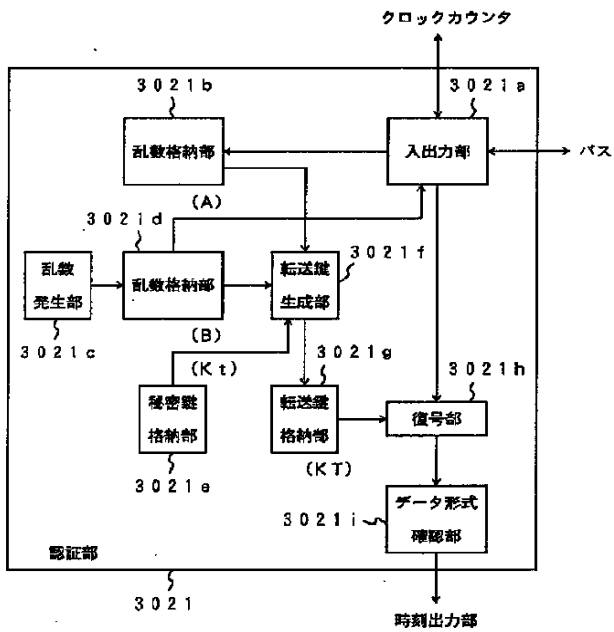 クロックカウンタ
3021b
3021a
乱数格納部
入出力部
バス
(A)
3021d
3021f
乱数
発生部
乱数格納部
転送鍵
生成部
3021c
(B)
(Kt)
3021g
3021h
秘密鍵
格納部
転送鍵
格納部
復号部
3021e
(KT)
3021i
データ形式
確認部
認証部
3021
時刻出力部